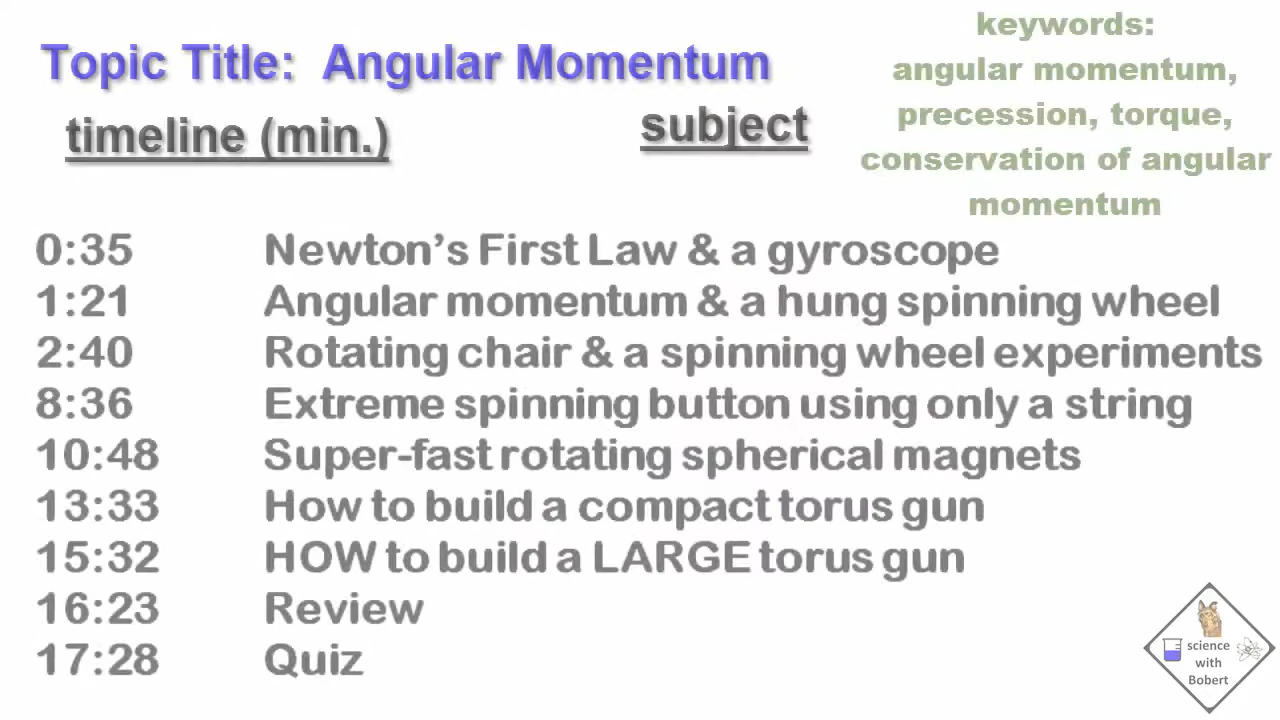 Topic Title: Angular Momentum
keywords:
angular momentum,
precession, torque,
conservation of angular
momentum
timeline (min.) subject
0:35 Newton’s First Law & a gyroscope
1:21 Angular momentum & a hung spinning wheel
2:40 Rotating chair & a spinning wheel experiments
8:36 Extreme spinning button using only a string
10:48 Super-fast rotating spherical magnets
13:33 How to build a compact torus gun
15:32 HOW to build a LARGE torus gun
16:23 Review
17:28 Quiz
science
with
Bobert